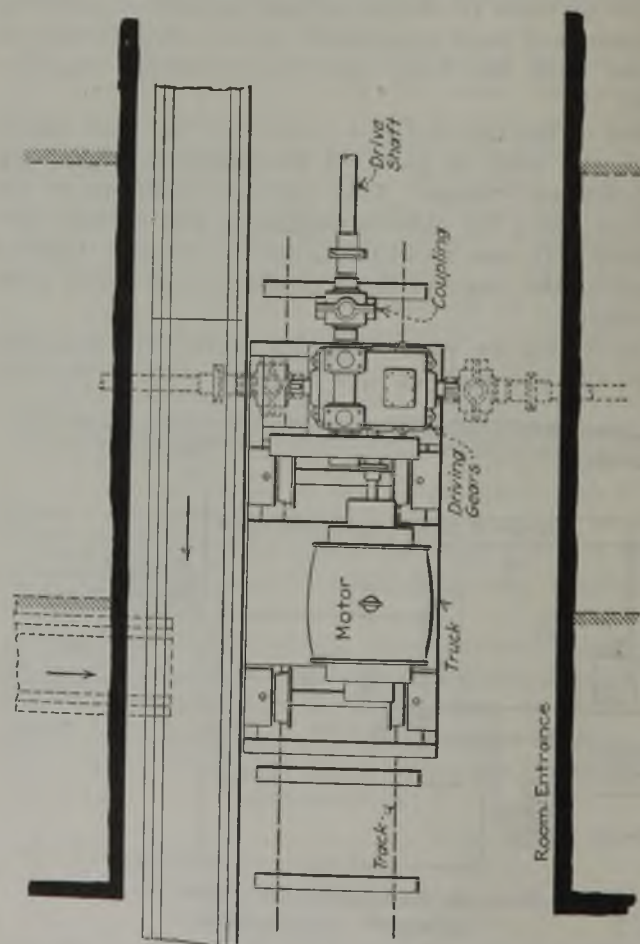 Drive
Shaft
Coupling
Driving
Gears
Motor
Truck
Track
Room Entrance